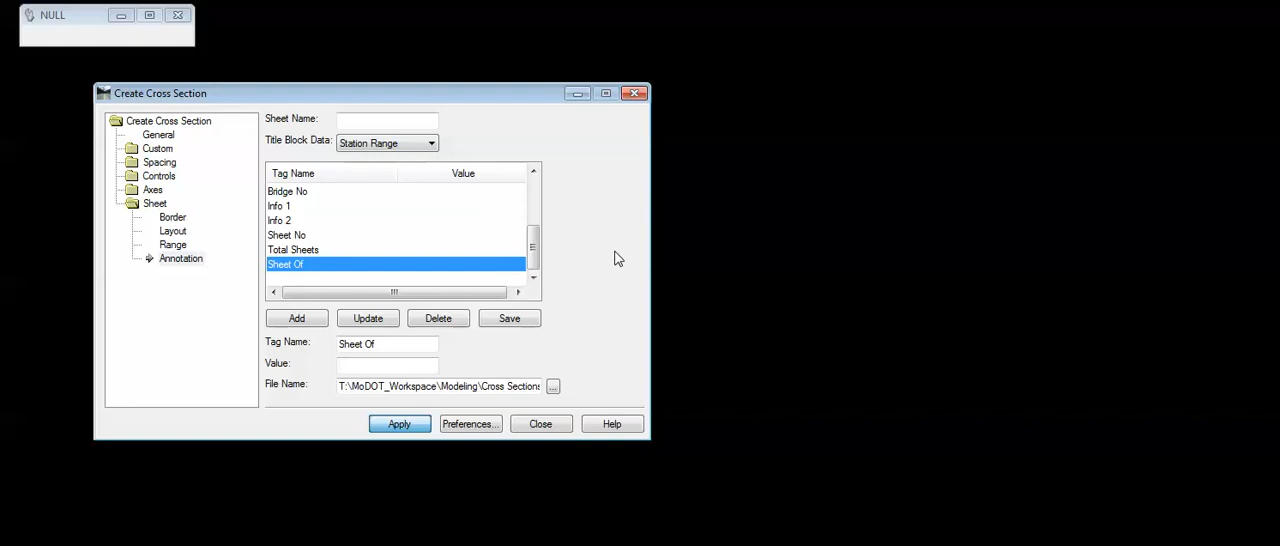 NULL
Create Cross Section
Create Cross Section
General
Custom
Spacing
Controls
Axes
Sheet
Border
Layout
Range
Annotation
Sheet Name:
Title Block Data: Station Range
Tag Name Value
Bridge No
Info 1
Info 2
Sheet No
Total Sheets
Sheet Of
Add Update Delete Save
Tag Name: Sheet Of
Value:
File Name: T:\MoDOT_Workspace\Modeling\Cross Sections ...
Apply Preferences... Close Help